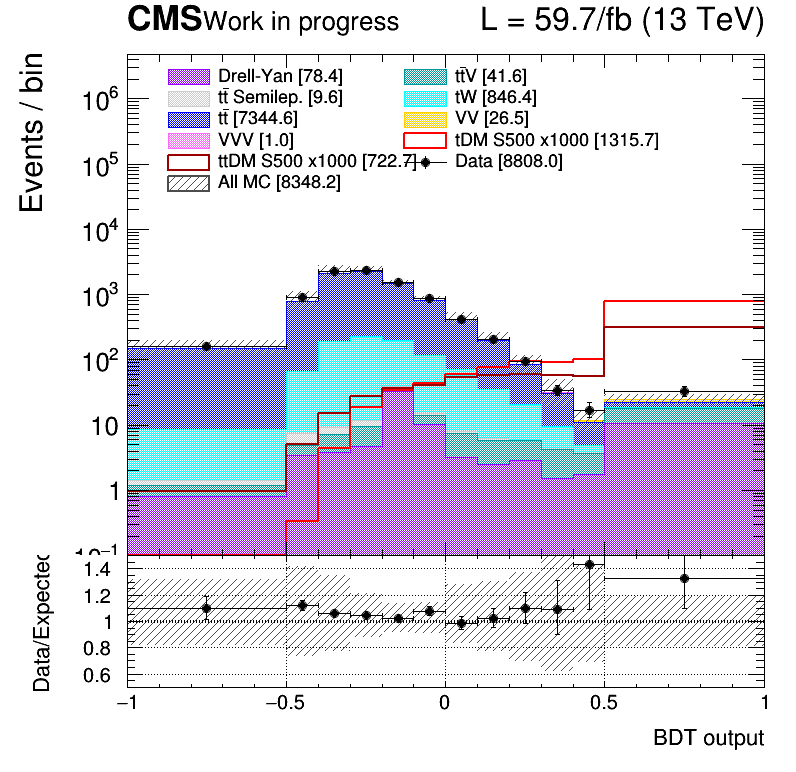 CMS Work in progress L = 59.7/fb (13 TeV)
Events / bin
Drell-Yan [78.4] tt̄V [41.6]
tt̄ Semilep. [9.6] tW [846.4]
tt̄ [7344.6] VV [26.5]
VVV [1.0] tDM S500 x1000 [1315.7]
ttDM S500 x1000 [722.7] Data [8808.0]
All MC [8348.2]
10⁶
10⁵
10⁴
10³
10²
10
1
10⁻¹
Data/Expected
1.4
1.2
1
0.8
0.6
−1 −0.5 0 0.5 1
BDT output